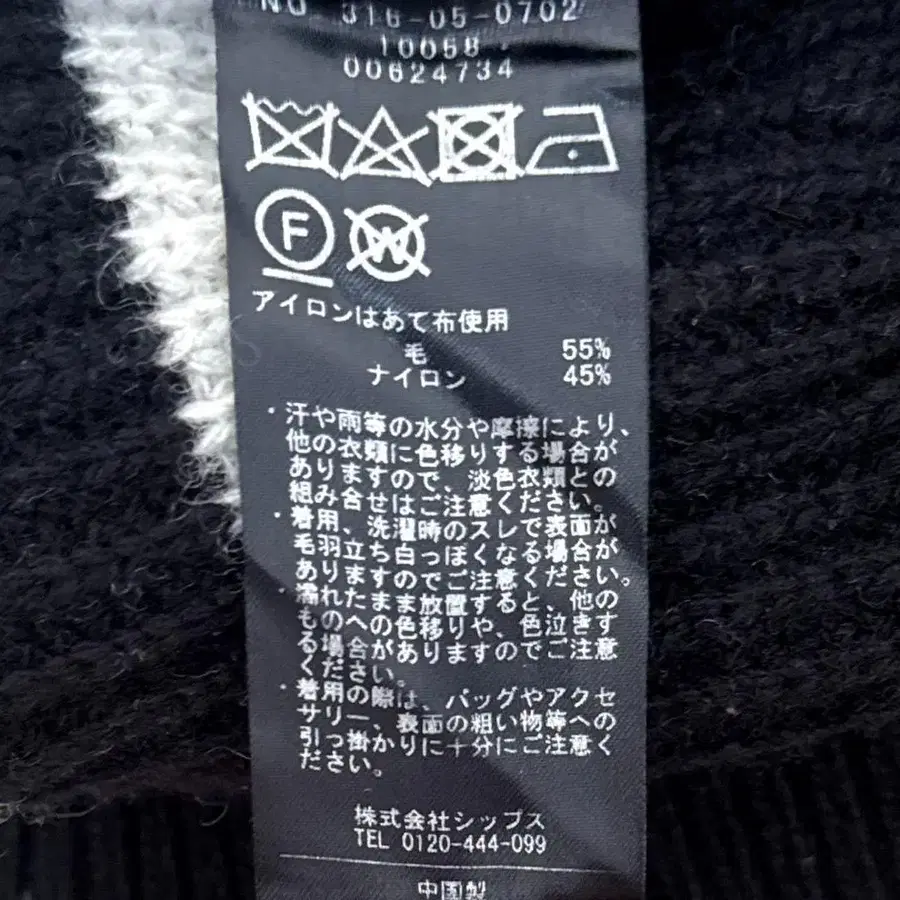 NO 316-05-0702
10058
00624734
F
W
アイロンはあて布使用
毛 55%
ナイロン 45%
・汗や雨等の水分や摩擦により、
他の衣類に色移りする場合が
ありますので、淡色衣類との
組み合せはご注意ください。
・着用、洗濯時のスレで表面が
毛羽立ち白っぽくなる場合が
ありますのでご注意ください。
・濡れたまま放置すると、他の
ものへの色移りや、色泣きす
る場合がありますのでご注意
ください。
・着用の際は、バッグやアクセ
サリー、表面の粗い物等への
引っ掛かりに十分にご注意く
ださい。
株式会社シップス
TEL 0120-444-099
中国製